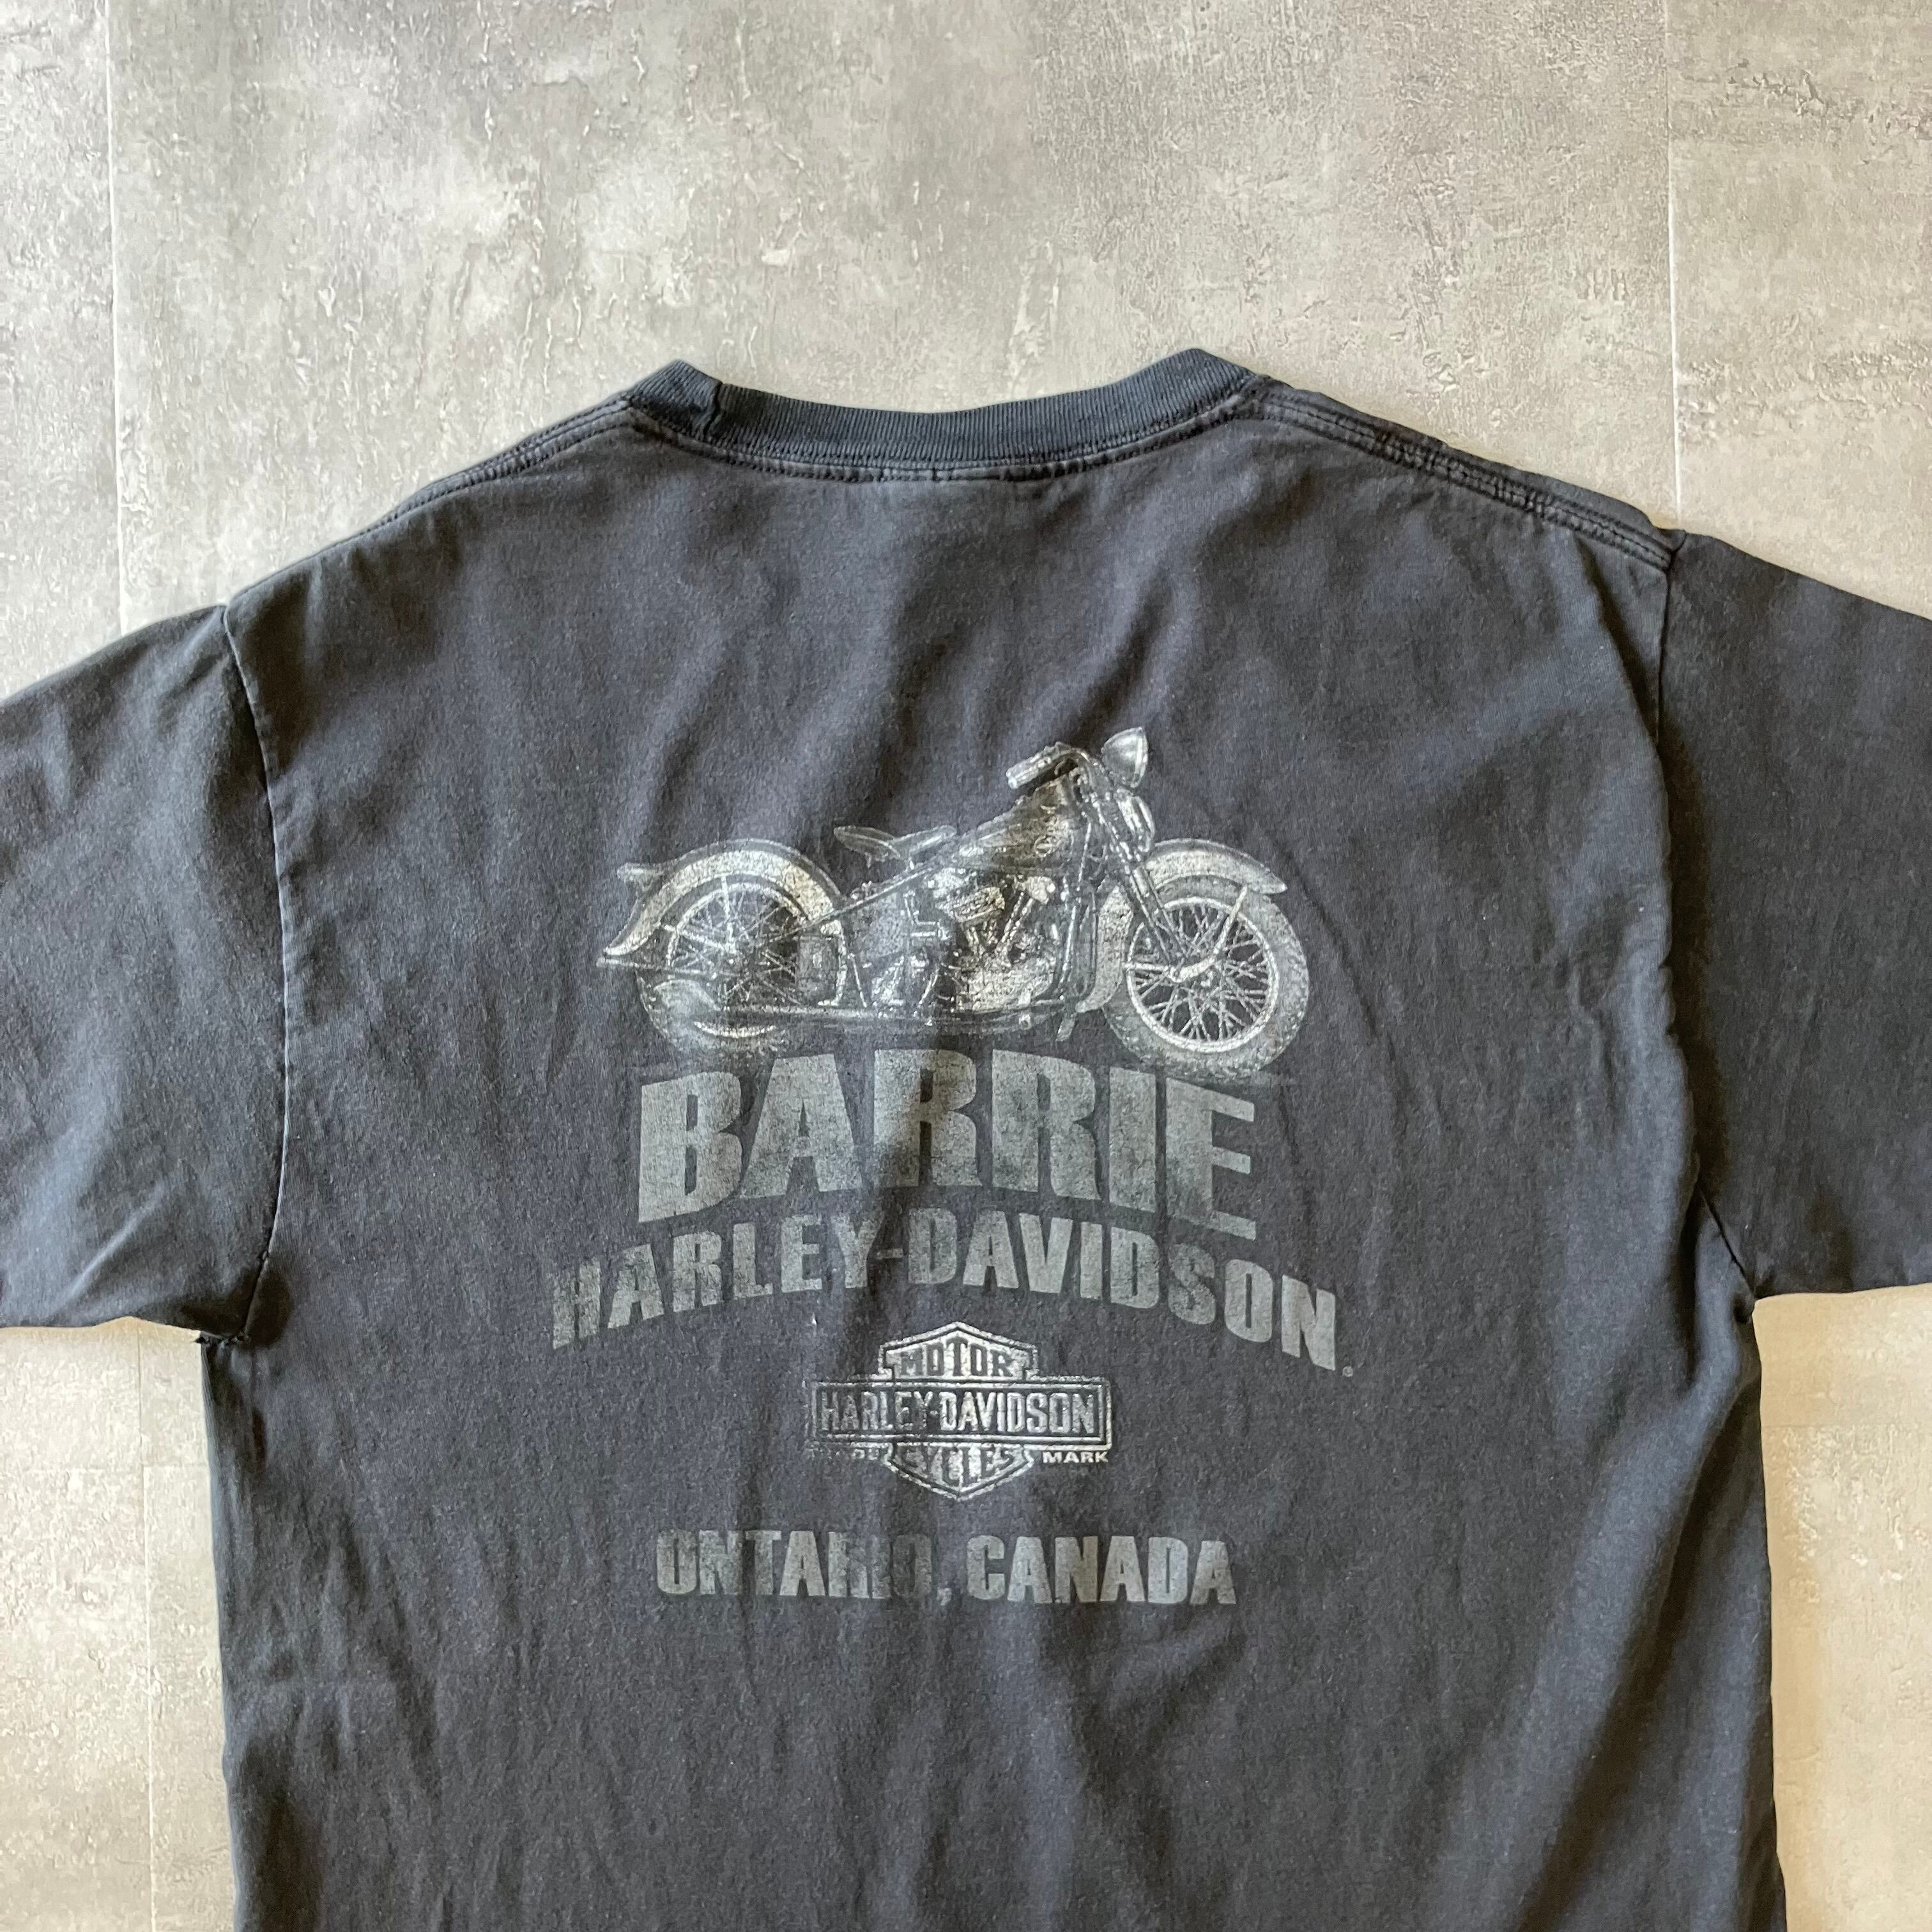 BARRIE
HARLEY-DAVIDSON
MOTOR
HARLEY-DAVIDSON
CYCLES MARK
ONTARIO, CANADA